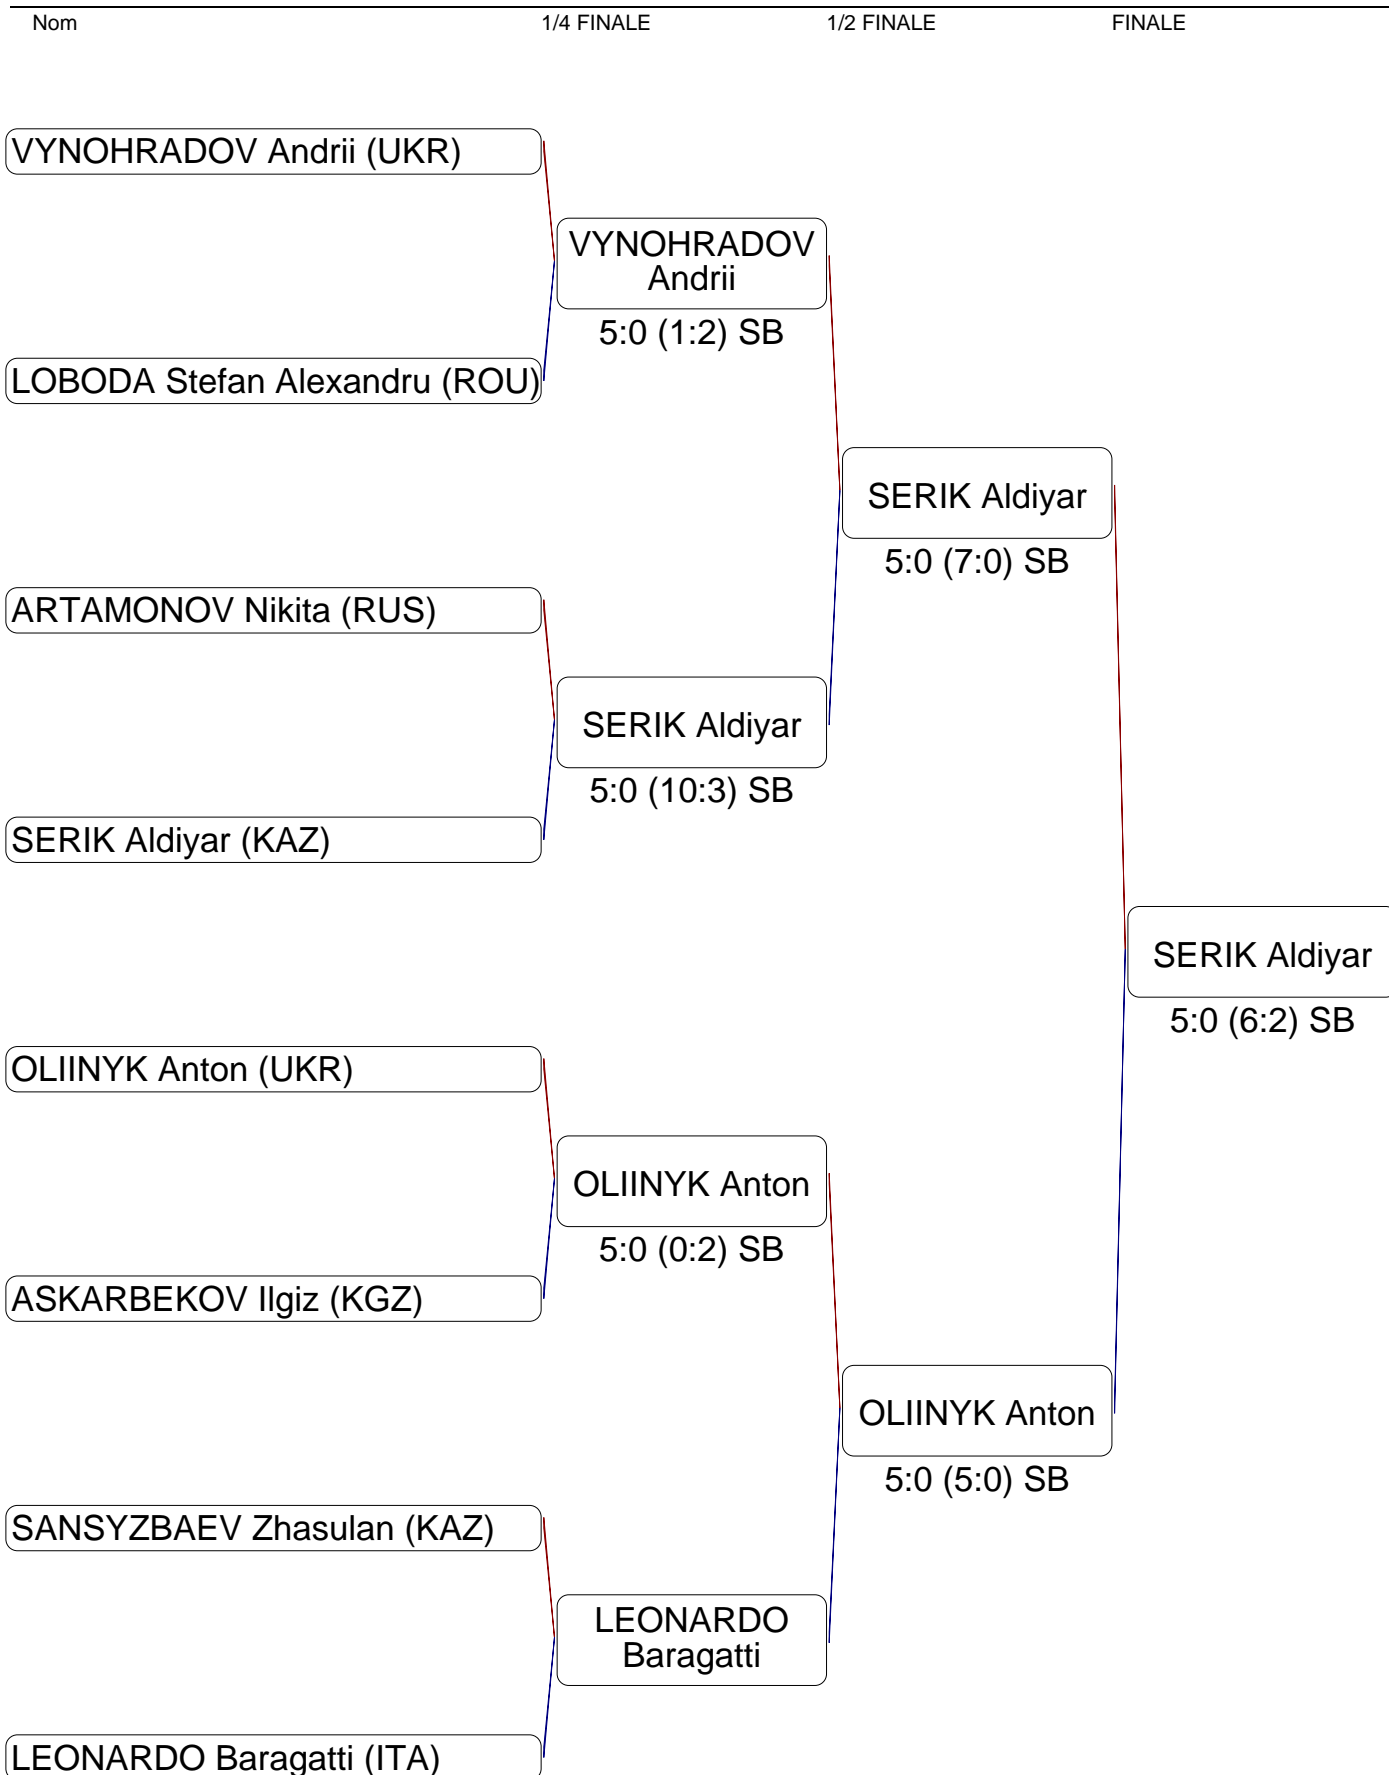 Nom 1/4 FINALE 1/2 FINALE FINALE
VYNOHRADOV Andrii (UKR)
VYNOHRADOV
Andrii
5:0 (1:2) SB
LOBODA Stefan Alexandru (ROU)
SERIK Aldiyar
5:0 (7:0) SB
ARTAMONOV Nikita (RUS)
SERIK Aldiyar
5:0 (10:3) SB
SERIK Aldiyar (KAZ)
SERIK Aldiyar
5:0 (6:2) SB
OLIINYK Anton (UKR)
OLIINYK Anton
5:0 (0:2) SB
ASKARBEKOV Ilgiz (KGZ)
OLIINYK Anton
5:0 (5:0) SB
SANSYZBAEV Zhasulan (KAZ)
LEONARDO
Baragatti
LEONARDO Baragatti (ITA)